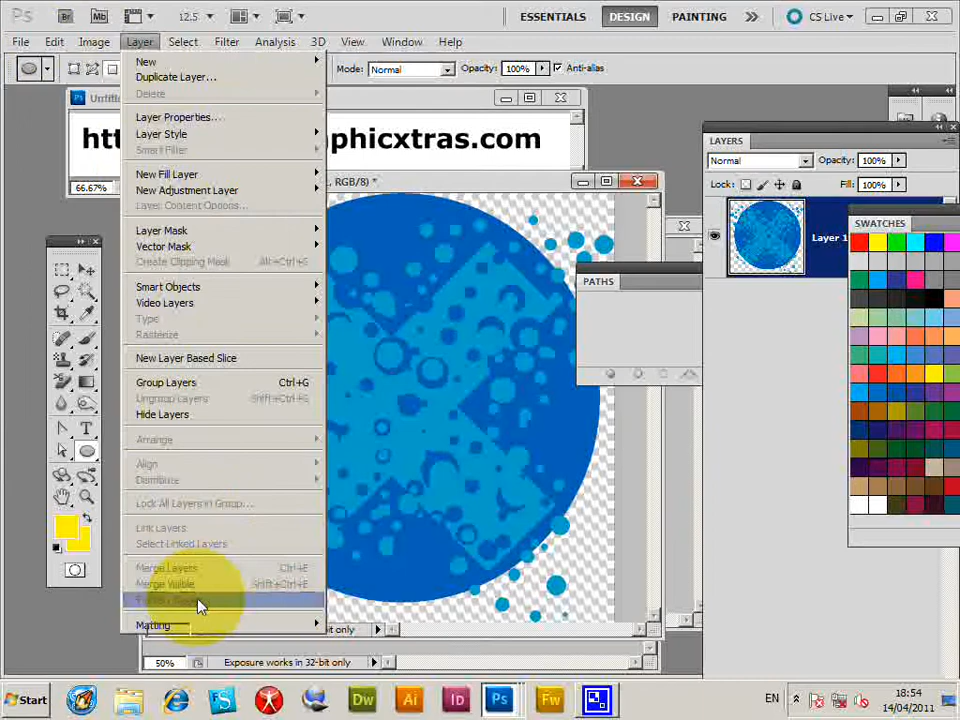 Ps
Br
Mb
12.5
ESSENTIALS
DESIGN
PAINTING
CS Live
File
Edit
Image
Layer
Select
Filter
Analysis
3D
View
Window
Help
Mode:
Normal
Opacity:
100%
Anti-alias
New
Duplicate Layer...
Delete
Layer Properties...
Layer Style
Smart Filter
New Fill Layer
New Adjustment Layer
Layer Content Options...
Layer Mask
Vector Mask
Create Clipping Mask Alt+Ctrl+G
Smart Objects
Video Layers
Type
Rasterize
New Layer Based Slice
Group Layers Ctrl+G
Ungroup Layers Shift+Ctrl+G
Hide Layers
Arrange
Align
Distribute
Lock All Layers in Group...
Link Layers
Select Linked Layers
Merge Layers Ctrl+E
Merge Visible Shift+Ctrl+E
Matting
Ps
phicxtras.com
66.67%
RGB/8) *
bit only
50%
Exposure works in 32-bit only
T
LAYERS
Normal
Opacity:
100%
Lock:
Fill:
100%
Layer 1
SWATCHES
PATHS
Start
Dw
Ai
Id
Ps
Fw
EN
18:54
14/04/2011